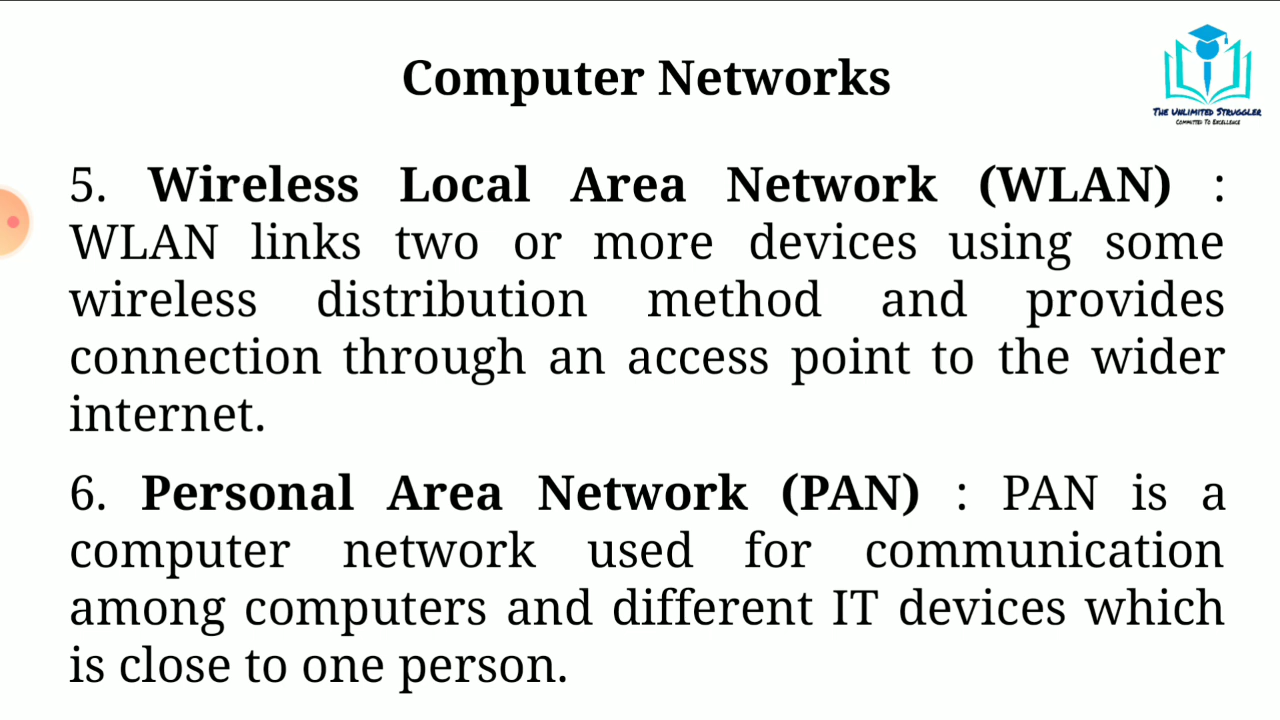 Computer Networks
THE UNLIMITED STRUGGLER
COMMITTED TO EXCELLENCE
5. Wireless Local Area Network (WLAN) :
WLAN links two or more devices using some
wireless distribution method and provides
connection through an access point to the wider
internet.
6. Personal Area Network (PAN) : PAN is a
computer network used for communication
among computers and different IT devices which
is close to one person.